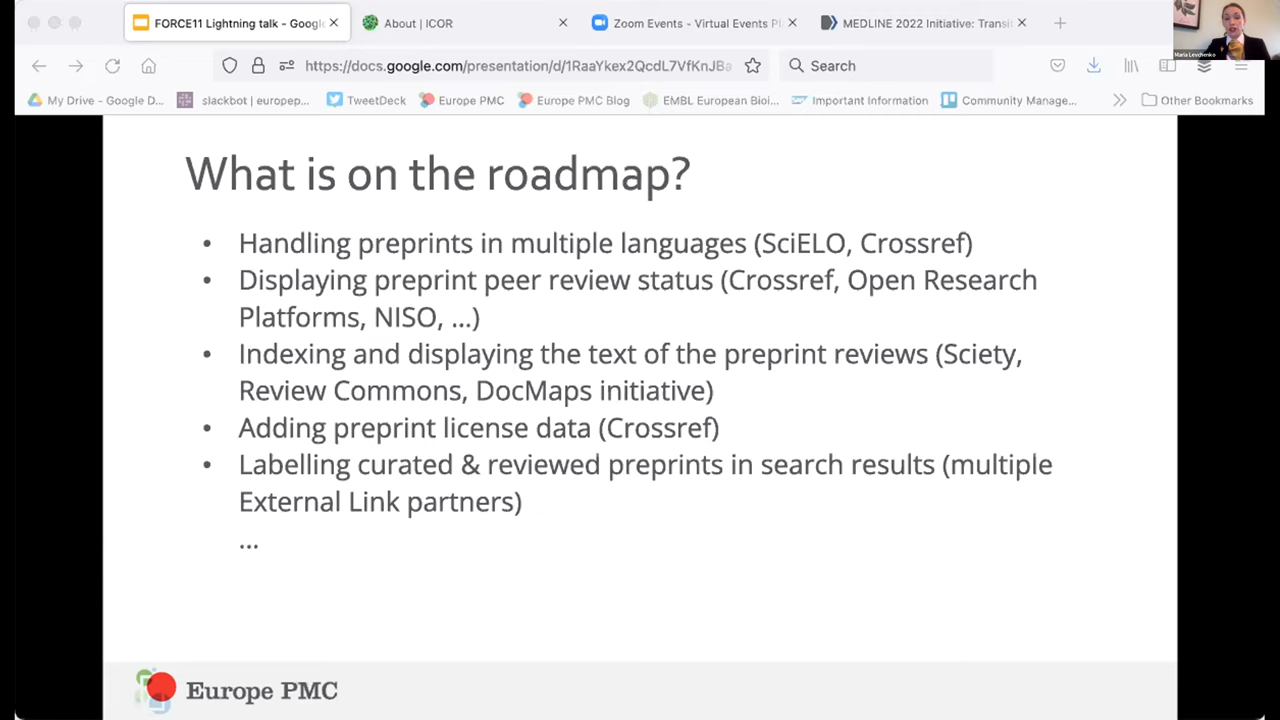 FORCE11 Lightning talk - Google
About | ICOR
Zoom Events - Virtual Events Pl
MEDLINE 2022 Initiative: Transit
Maria Levchenko
https://docs.google.com/presentation/d/1RaaYkex2QcdL7VfKnJBa
Search
My Drive - Google D...
slackbot | europep...
TweetDeck
Europe PMC
Europe PMC Blog
EMBL European Bioi...
Important Information
Community Manage...
Other Bookmarks
What is on the roadmap?
• Handling preprints in multiple languages (SciELO, Crossref)
• Displaying preprint peer review status (Crossref, Open Research
Platforms, NISO, ...)
• Indexing and displaying the text of the preprint reviews (Sciety,
Review Commons, DocMaps initiative)
• Adding preprint license data (Crossref)
• Labelling curated & reviewed preprints in search results (multiple
External Link partners)
...
Europe PMC